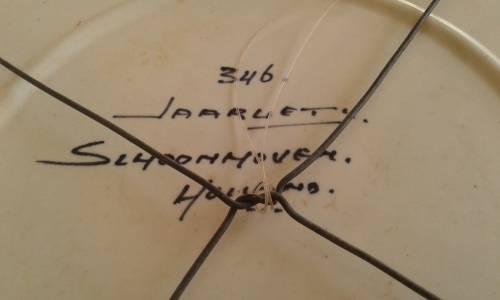 346.
JAARLET.
SCHOONHOVEN.
HOLLAND.